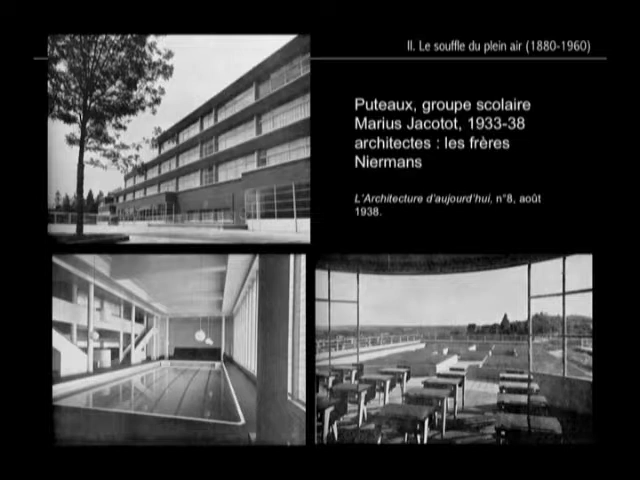 II. Le souffle du plein air (1880-1960)
Puteaux, groupe scolaire
Marius Jacotot, 1933-38
architectes : les frères
Niermans
L'Architecture d'aujourd'hui, n°8, août
1938.